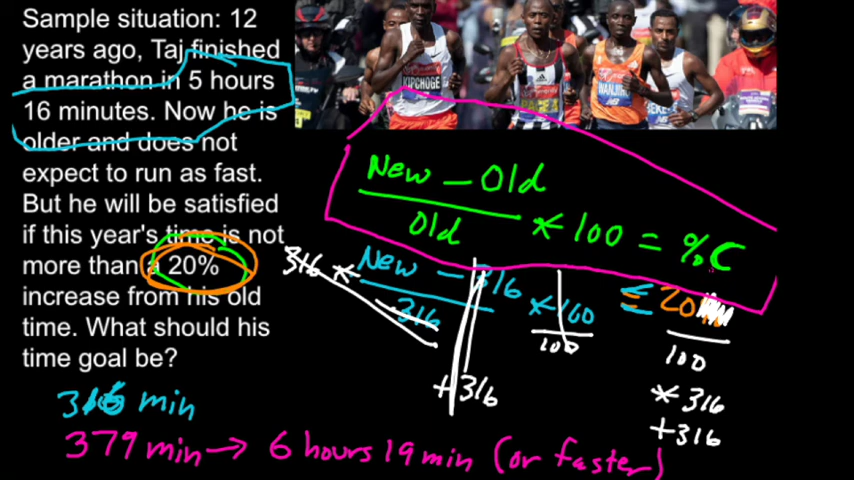 Sample situation: 12
years ago, Taj finished
a marathon in 5 hours
16 minutes. Now he is
older and does not
expect to run as fast.
But he will be satisfied
if this year's time is not
more than a 20%
increase from his old
time. What should his
time goal be?
KIPCHOGE
WANJIRU
New - Old
Old
* 100 = %C
316 *
New - 316
316
* 100
100
≤ 20
100
* 316
+ 316
+ 316
316 min
379 min → 6 hours 19 min (or faster)